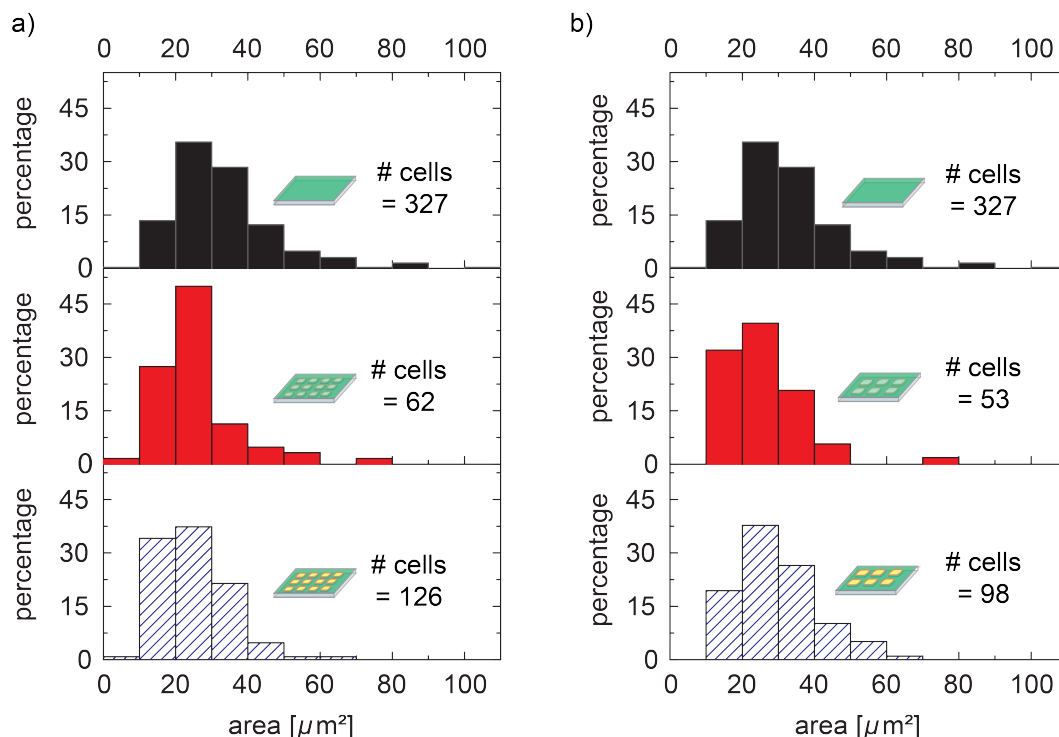 a)
0 20 40 60 80 100
percentage
45
30
15
0
# cells
= 327
percentage
45
30
15
0
# cells
= 62
percentage
45
30
15
0
# cells
= 126
0 20 40 60 80 100
area [µm²]
b)
0 20 40 60 80 100
percentage
45
30
15
0
# cells
= 327
percentage
45
30
15
0
# cells
= 53
percentage
45
30
15
0
# cells
= 98
0 20 40 60 80 100
area [µm²]